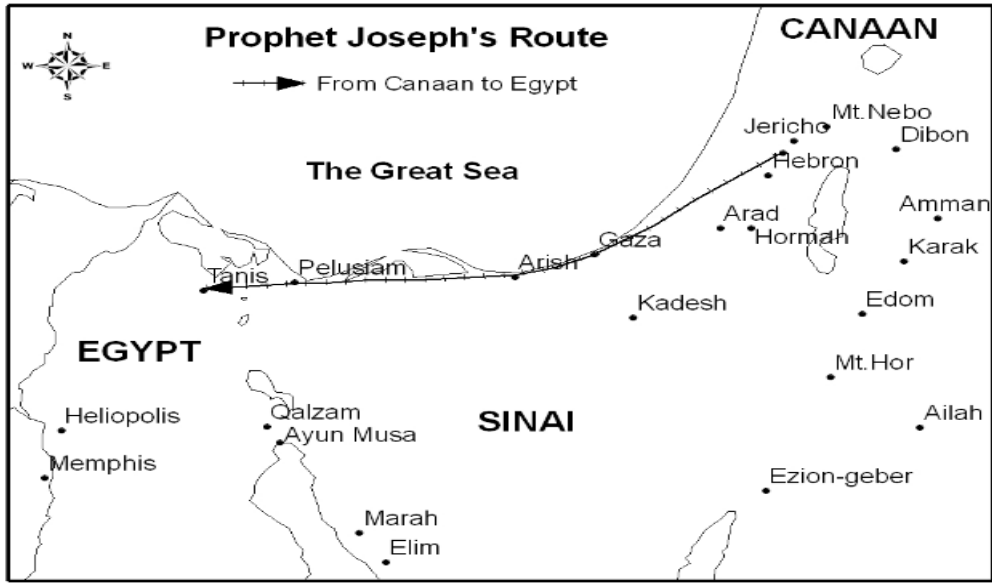 Prophet Joseph's Route
CANAAN
N
W E
S
From Canaan to Egypt
Mt.Nebo
Jericho
Dibon
The Great Sea
Hebron
Amman
Arad
Hormah
Gaza
Karak
Tanis
Pelusiam
Arish
Kadesh
Edom
EGYPT
Mt.Hor
Heliopolis
Qalzam
SINAI
Ailah
Ayun Musa
Memphis
Ezion-geber
Marah
Elim